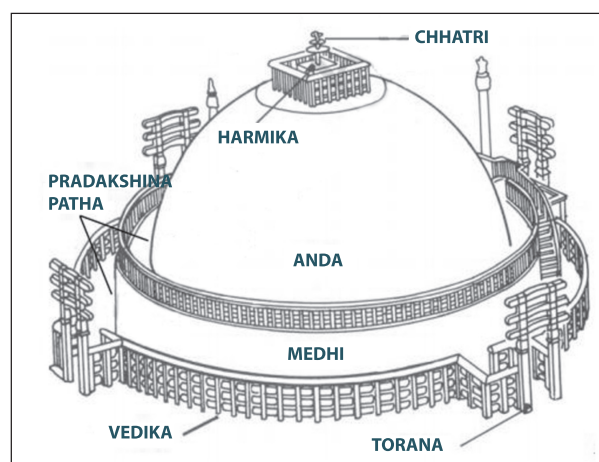 CHHATRI
HARMIKA
PRADAKSHINA
PATHA
ANDA
MEDHI
VEDIKA
TORANA